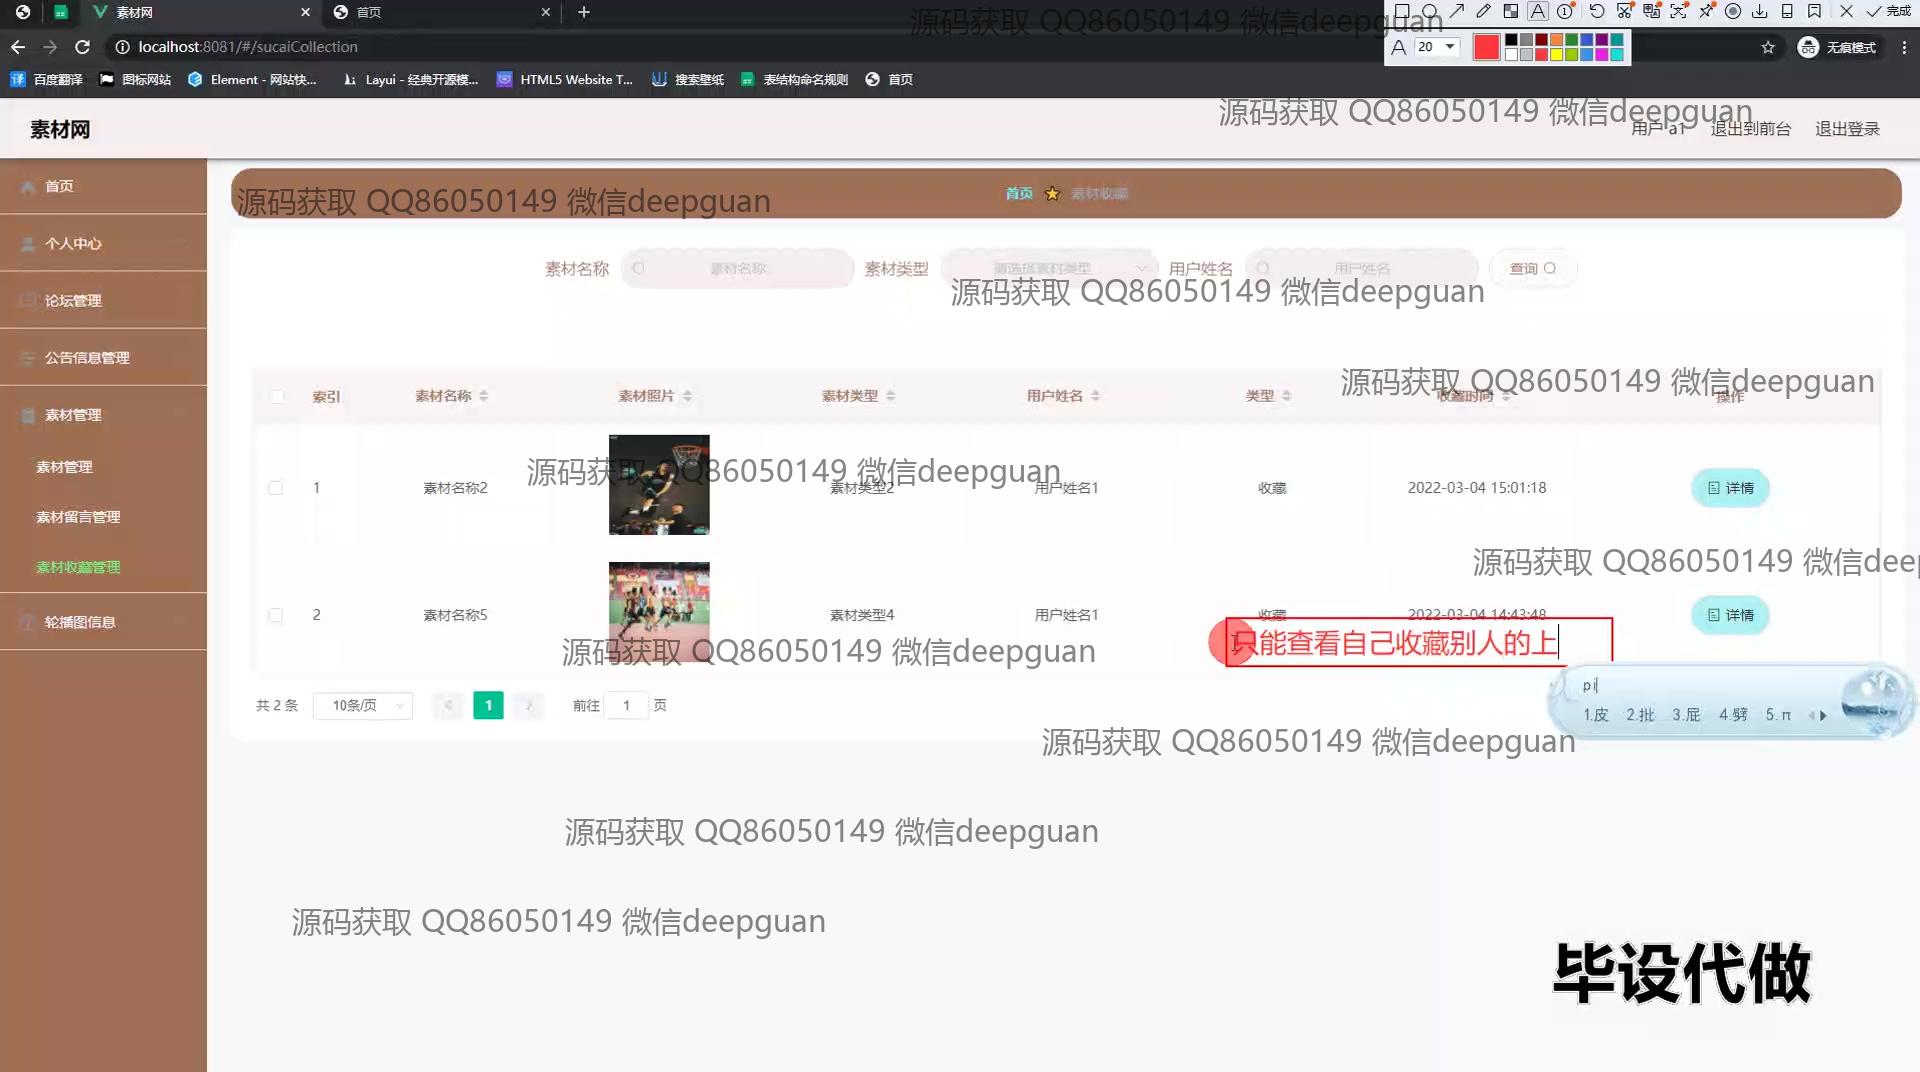 素材网
首页
完成
localhost:8081/#/sucaiCollection
A 20
无痕模式
百度翻译
图标网站
Element - 网站快...
Layui - 经典开源模...
HTML5 Website T...
搜索壁纸
表结构命名规则
首页
源码获取 QQ86050149 微信deepguan
源码获取 QQ86050149 微信deepguan
素材网
用户 a1
退出到前台
退出登录
首页
个人中心
论坛管理
公告信息管理
素材管理
素材管理
素材留言管理
素材收藏管理
轮播图信息
源码获取 QQ86050149 微信deepguan
首页
素材收藏
素材名称
素材名称
素材类型
请选择素材类型
用户姓名
用户姓名
查询
源码获取 QQ86050149 微信deepguan
源码获取 QQ86050149 微信deepguan
索引
素材名称
素材照片
素材类型
用户姓名
类型
收藏时间
操作
1
素材名称2
素材类型2
用户姓名1
收藏
2022-03-04 15:01:18
详情
源码获取 QQ86050149 微信deepguan
源码获取 QQ86050149 微信deep
2
素材名称5
素材类型4
用户姓名1
收藏
2022-03-04 14:43:48
详情
只能查看自己收藏别人的上
源码获取 QQ86050149 微信deepguan
pi
1.皮 2.批 3.屁 4.劈 5.π
共 2 条
10条/页
1
前往 1 页
源码获取 QQ86050149 微信deepguan
源码获取 QQ86050149 微信deepguan
源码获取 QQ86050149 微信deepguan
毕设代做